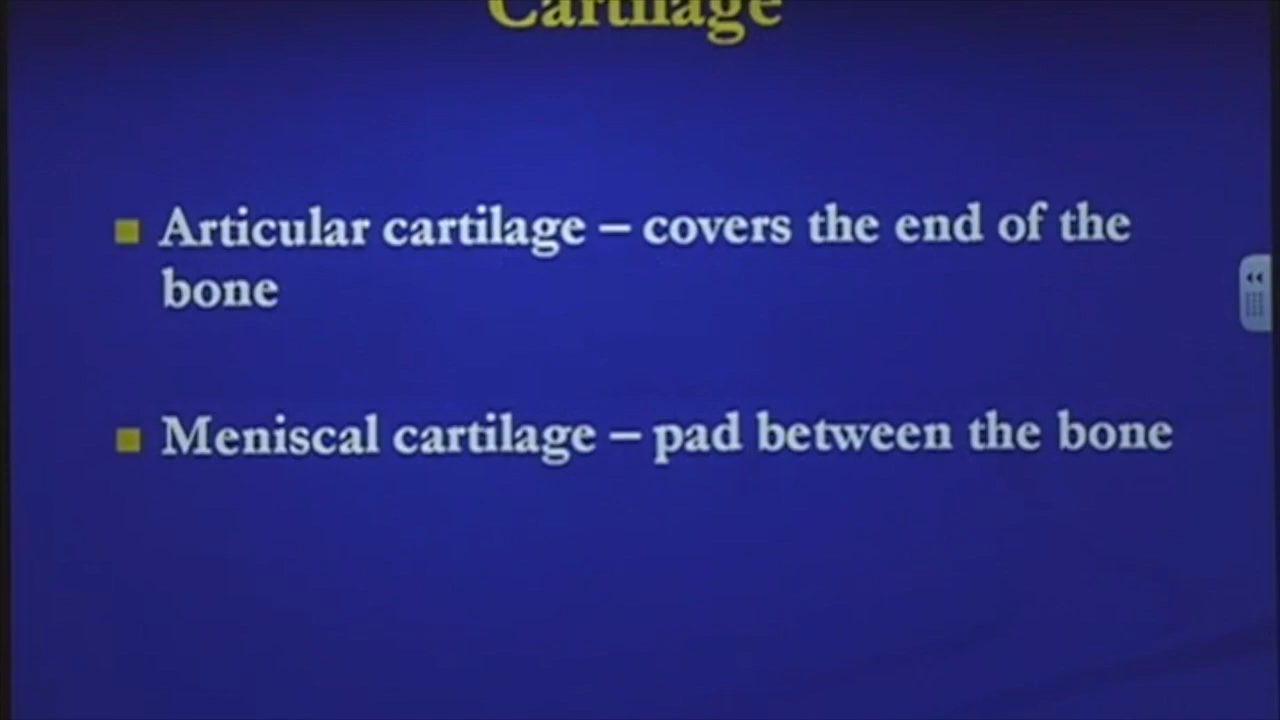 Cartilage
Articular cartilage – covers the end of the
bone
Meniscal cartilage – pad between the bone